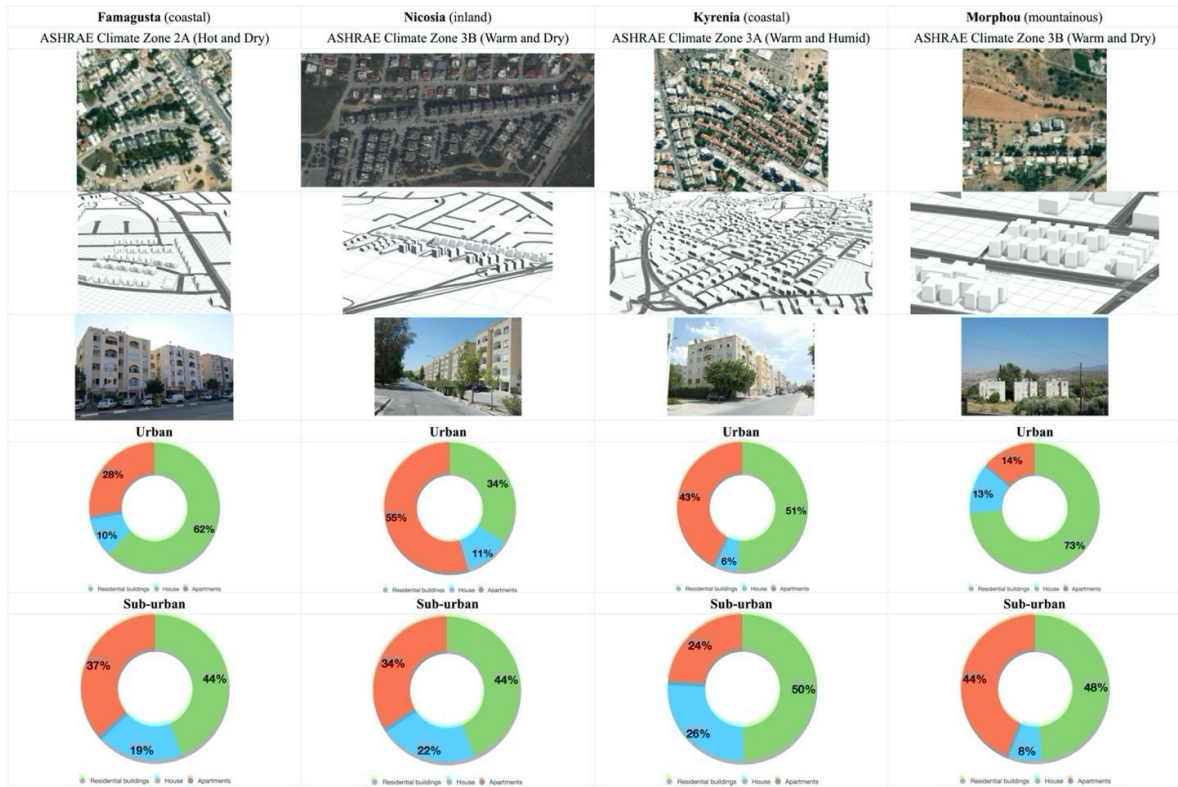 Famagusta (coastal)
Nicosia (inland)
Kyrenia (coastal)
Morphou (mountainous)
ASHRAE Climate Zone 2A (Hot and Dry)
ASHRAE Climate Zone 3B (Warm and Dry)
ASHRAE Climate Zone 3A (Warm and Humid)
ASHRAE Climate Zone 3B (Warm and Dry)
Urban
Urban
Urban
Urban
28%
62%
10%
34%
55%
11%
43%
51%
6%
14%
13%
73%
Residential buildings House Apartments
Residential buildings House Apartments
Residential buildings House Apartments
Residential buildings House Apartments
Sub-urban
Sub-urban
Sub-urban
Sub-urban
37%
44%
19%
34%
44%
22%
24%
50%
26%
44%
48%
8%
Residential buildings House Apartments
Residential buildings House Apartments
Residential buildings House Apartments
Residential buildings House Apartments